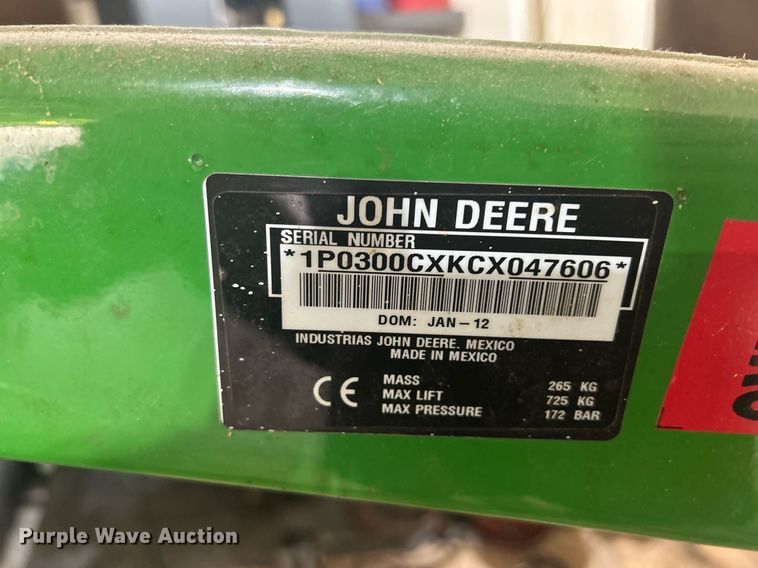 JOHN DEERE
SERIAL NUMBER
*1P0300CXKCX047606*
DOM: JAN-12
INDUSTRIAS JOHN DEERE. MEXICO
MADE IN MEXICO
CE
MASS 265 KG
MAX LIFT 725 KG
MAX PRESSURE 172 BAR
Purple Wave Auction